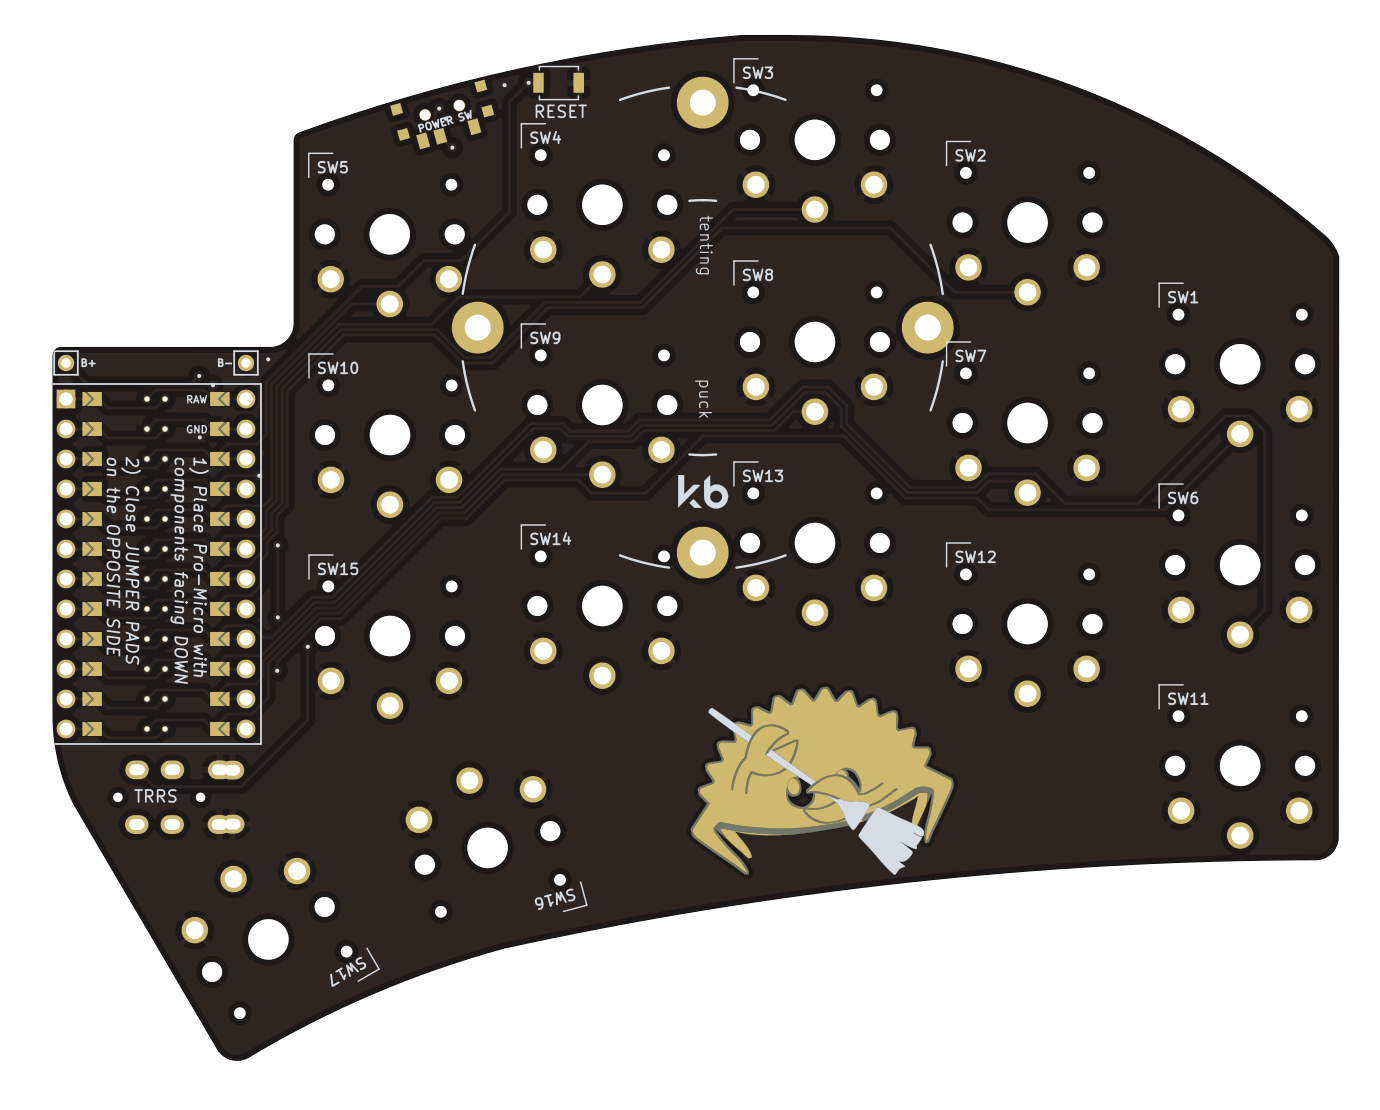 SW3
RESET
POWER SW
SW4
SW2
SW5
tenting
SW8
SW1
SW9
SW7
B+
B-
SW10
puck
RAW
GND
1) Place Pro-Micro with
components facing DOWN
2) Close JUMPER PADS
on the OPPOSITE SIDE
kb
SW13
SW6
SW14
SW12
SW15
SW11
TRRS
SW16
SW17